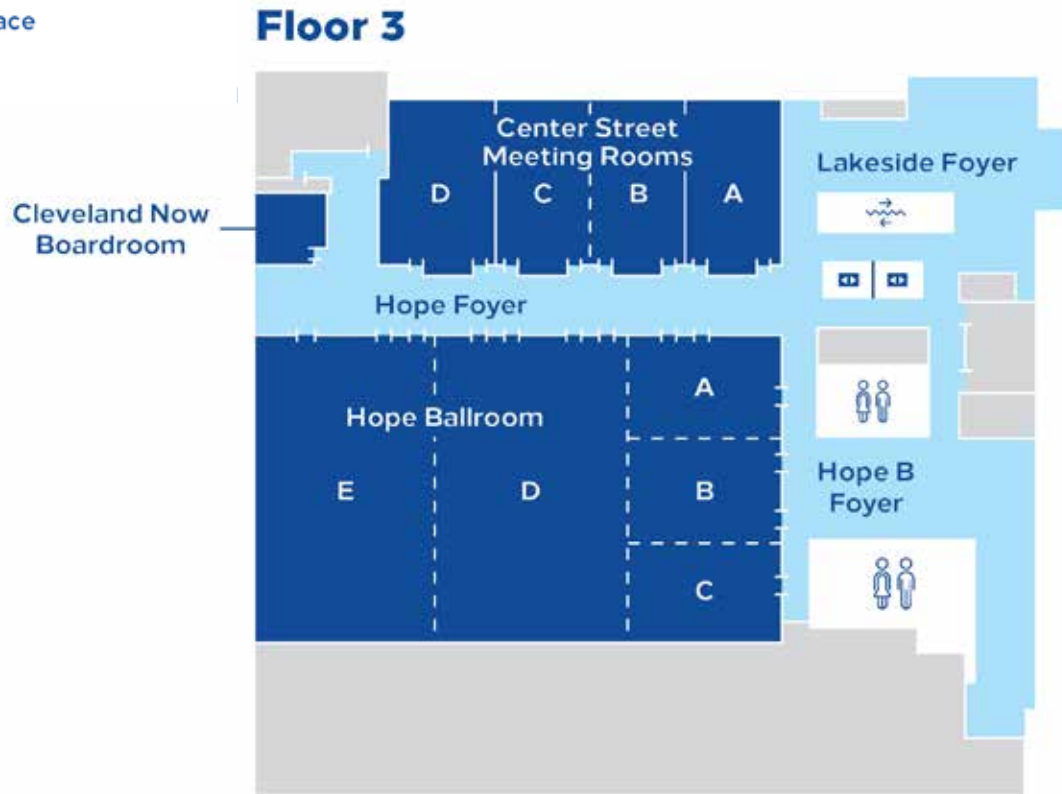 ace
Floor 3
Center Street
Meeting Rooms
D
C
B
A
Lakeside Foyer
Cleveland Now
Boardroom
Hope Foyer
A
Hope Ballroom
E
D
B
Hope B
Foyer
C